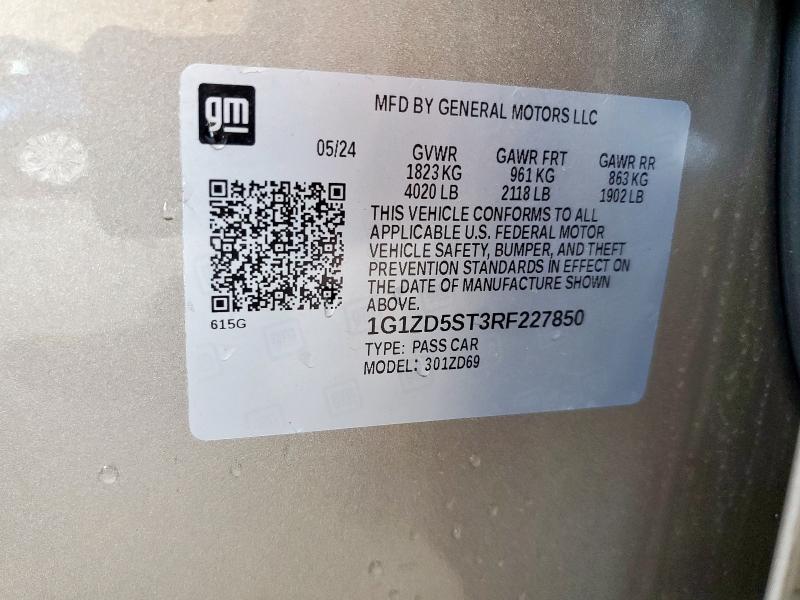 gm
MFD BY GENERAL MOTORS LLC
05/24
GVWR GAWR FRT GAWR RR
1823 KG 961 KG 863 KG
4020 LB 2118 LB 1902 LB
THIS VEHICLE CONFORMS TO ALL
APPLICABLE U.S. FEDERAL MOTOR
VEHICLE SAFETY, BUMPER, AND THEFT
PREVENTION STANDARDS IN EFFECT ON
THE DATE OF MANUFACTURE SHOWN
ABOVE.
615G
1G1ZD5ST3RF227850
TYPE: PASS CAR
MODEL: 301ZD69